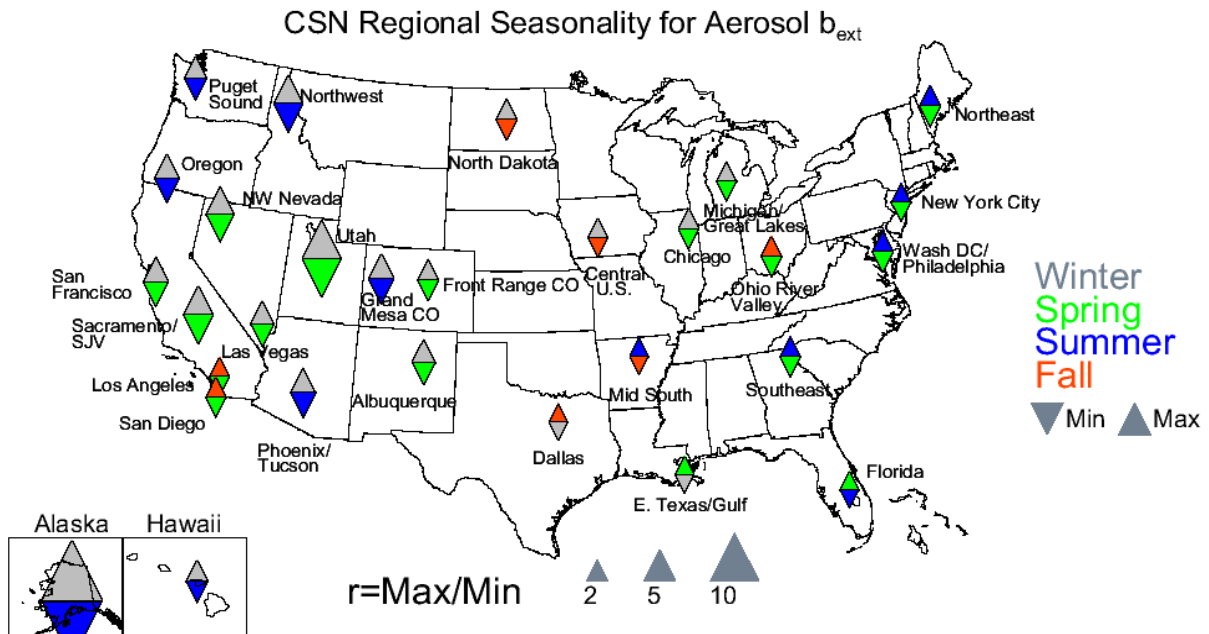 CSN Regional Seasonality for Aerosol bext
Puget
Sound
Northwest
North Dakota
Northeast
Oregon
NW Nevada
Michigan/
Great Lakes
New York City
Utah
Chicago
Wash DC/
Philadelphia
San
Francisco
Grand
Mesa CO
Front Range CO
Central
U.S.
Ohio River
Valley
Winter
Spring
Summer
Fall
Min
Max
Sacramento/
SJV
Las Vegas
Los Angeles
San Diego
Albuquerque
Mid South
Southeast
Phoenix/
Tucson
Dallas
E. Texas/Gulf
Florida
Alaska
Hawaii
r=Max/Min
2
5
10